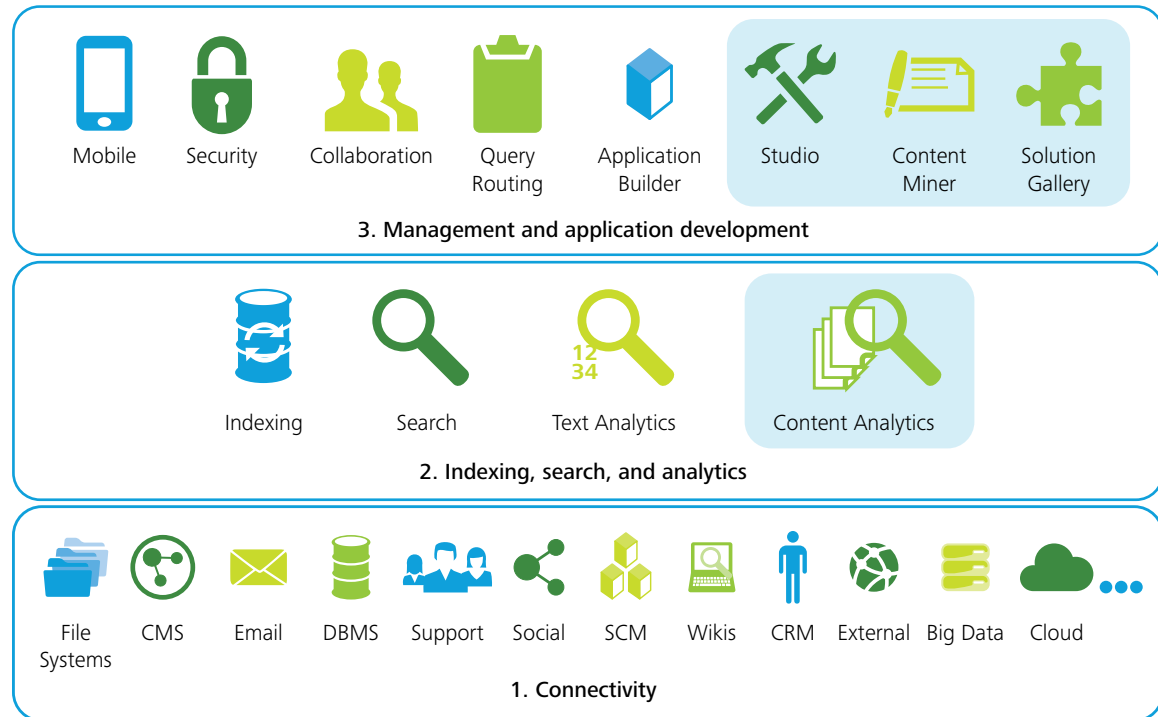 Mobile
Security
Collaboration
Query
Routing
Application
Builder
Studio
Content
Miner
Solution
Gallery
3. Management and application development
12
34
Indexing
Search
Text Analytics
Content Analytics
2. Indexing, search, and analytics
File
Systems
CMS
Email
DBMS
Support
Social
SCM
Wikis
CRM
External
Big Data
Cloud
1. Connectivity